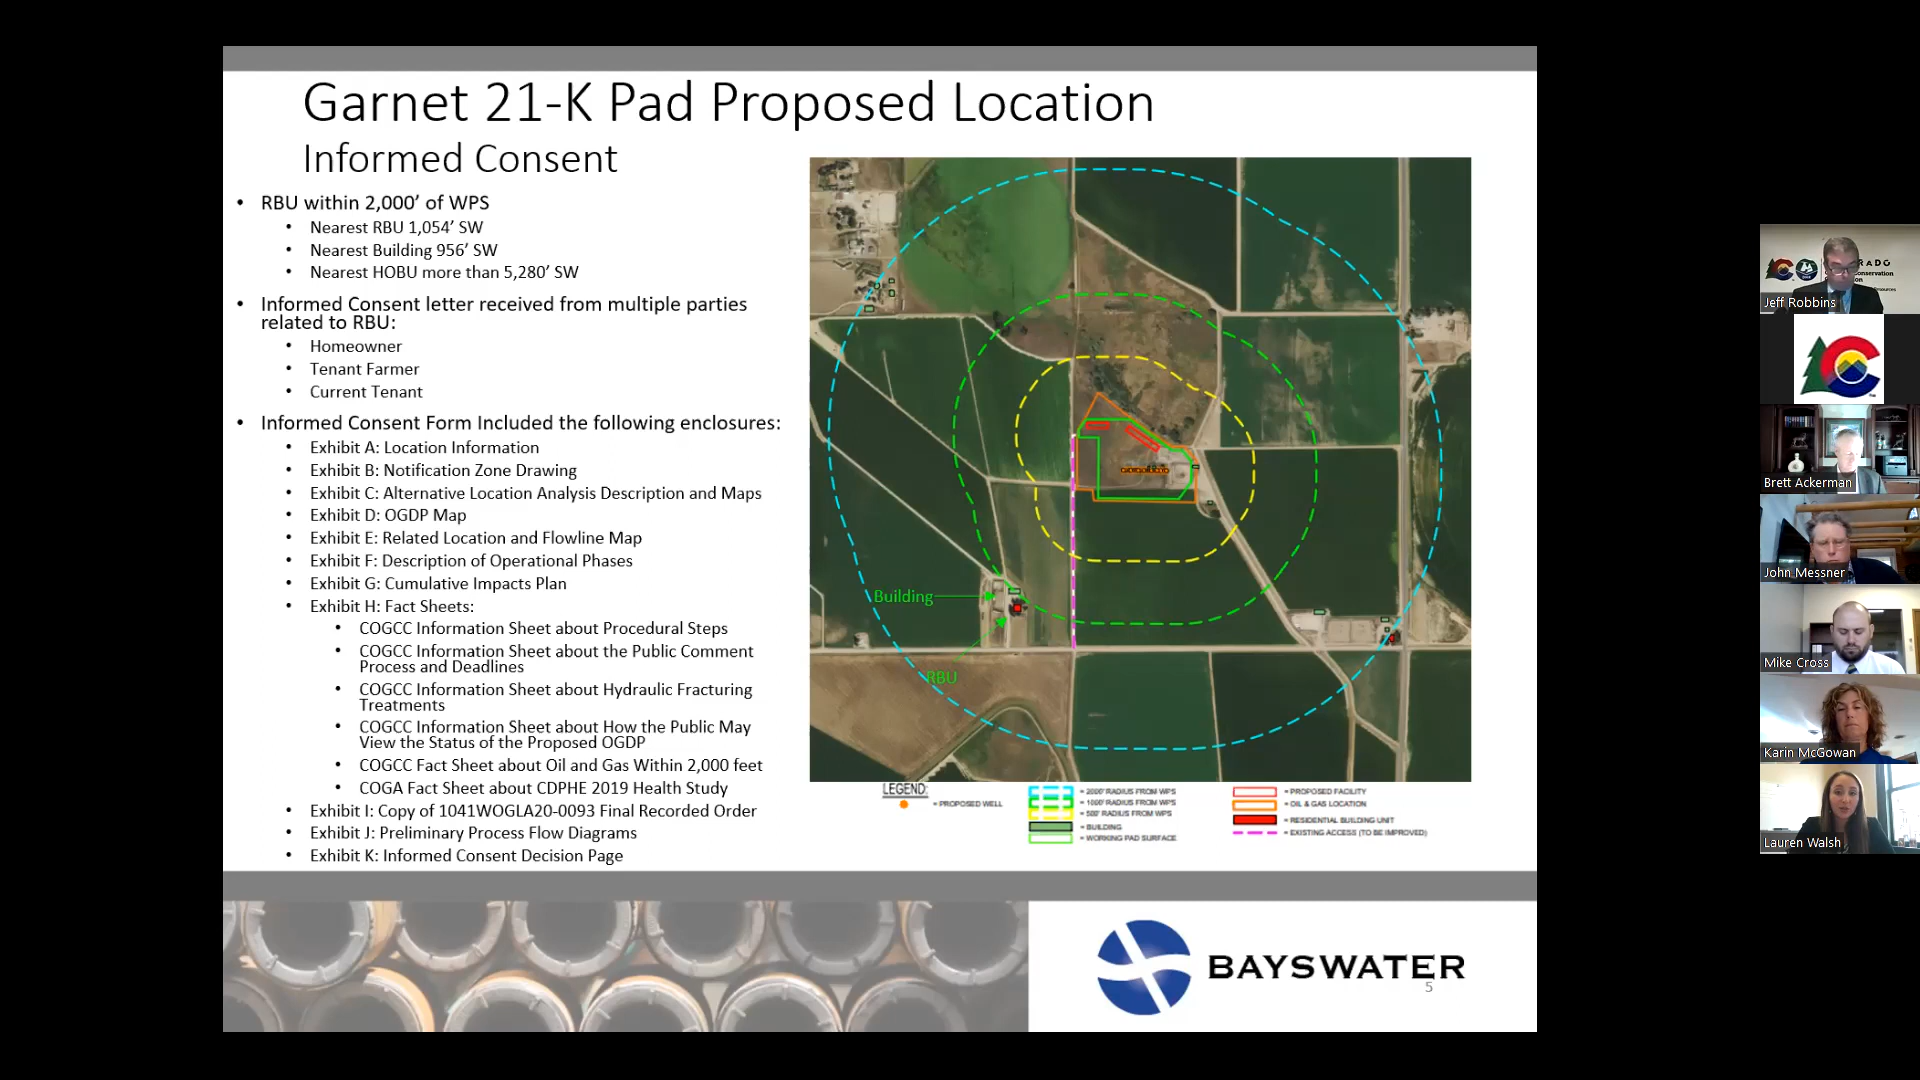 Garnet 21-K Pad Proposed Location
Informed Consent
• RBU within 2,000’ of WPS
• Nearest RBU 1,054’ SW
• Nearest Building 956’ SW
• Nearest HOBU more than 5,280’ SW
• Informed Consent letter received from multiple parties
related to RBU:
• Homeowner
• Tenant Farmer
• Current Tenant
• Informed Consent Form Included the following enclosures:
• Exhibit A: Location Information
• Exhibit B: Notification Zone Drawing
• Exhibit C: Alternative Location Analysis Description and Maps
• Exhibit D: OGDP Map
• Exhibit E: Related Location and Flowline Map
• Exhibit F: Description of Operational Phases
• Exhibit G: Cumulative Impacts Plan
• Exhibit H: Fact Sheets:
• COGCC Information Sheet about Procedural Steps
• COGCC Information Sheet about the Public Comment
Process and Deadlines
• COGCC Information Sheet about Hydraulic Fracturing
Treatments
• COGCC Information Sheet about How the Public May
View the Status of the Proposed OGDP
• COGCC Fact Sheet about Oil and Gas Within 2,000 feet
• COGA Fact Sheet about CDPHE 2019 Health Study
• Exhibit I: Copy of 1041WOGLA20-0093 Final Recorded Order
• Exhibit J: Preliminary Process Flow Diagrams
• Exhibit K: Informed Consent Decision Page
Building
RBU
LEGEND:
= PROPOSED WELL
= 2000' RADIUS FROM WPS
= 1000' RADIUS FROM WPS
= 500' RADIUS FROM WPS
= BUILDING
= WORKING PAD SURFACE
= PROPOSED FACILITY
= OIL & GAS LOCATION
= RESIDENTIAL BUILDING UNIT
= EXISTING ACCESS (TO BE IMPROVED)
BAYSWATER
5
Jeff Robbins
Brett Ackerman
John Messner
Mike Cross
Karin McGowan
Lauren Walsh